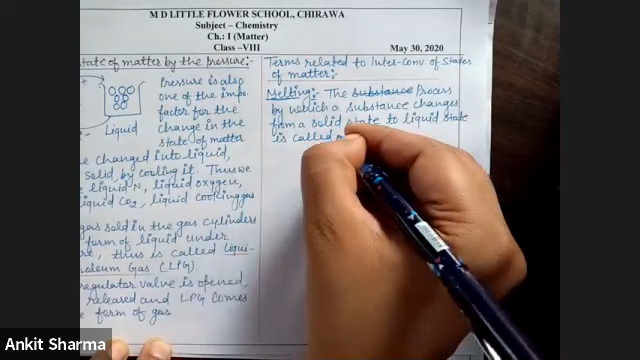 M D LITTLE FLOWER SCHOOL, CHIRAWA
Subject – Chemistry
Ch.: I (Matter)
Class –VIII
May 30, 2020
state of matter by the pressure:-
Pressure is also
one of the impo.
factor for the
change in the
state of matter.
Liquid
e changed into liquid,
solid by cooling it. Thus we
liquid N, liquid oxygen,
iquid CO2, liquid cooking gas
gas sold in the gas cylinders
form of liquid under
re, thus is called Liqui-
roleum Gas (LPG).
regulator valve is opened,
released and LPG comes
e form of gas
Terms related to Inter-Conv. of States
of matter:-
Melting:- The substance Process
by which a substance changes
from a solid state to liquid state
is called
Ankit Sharma